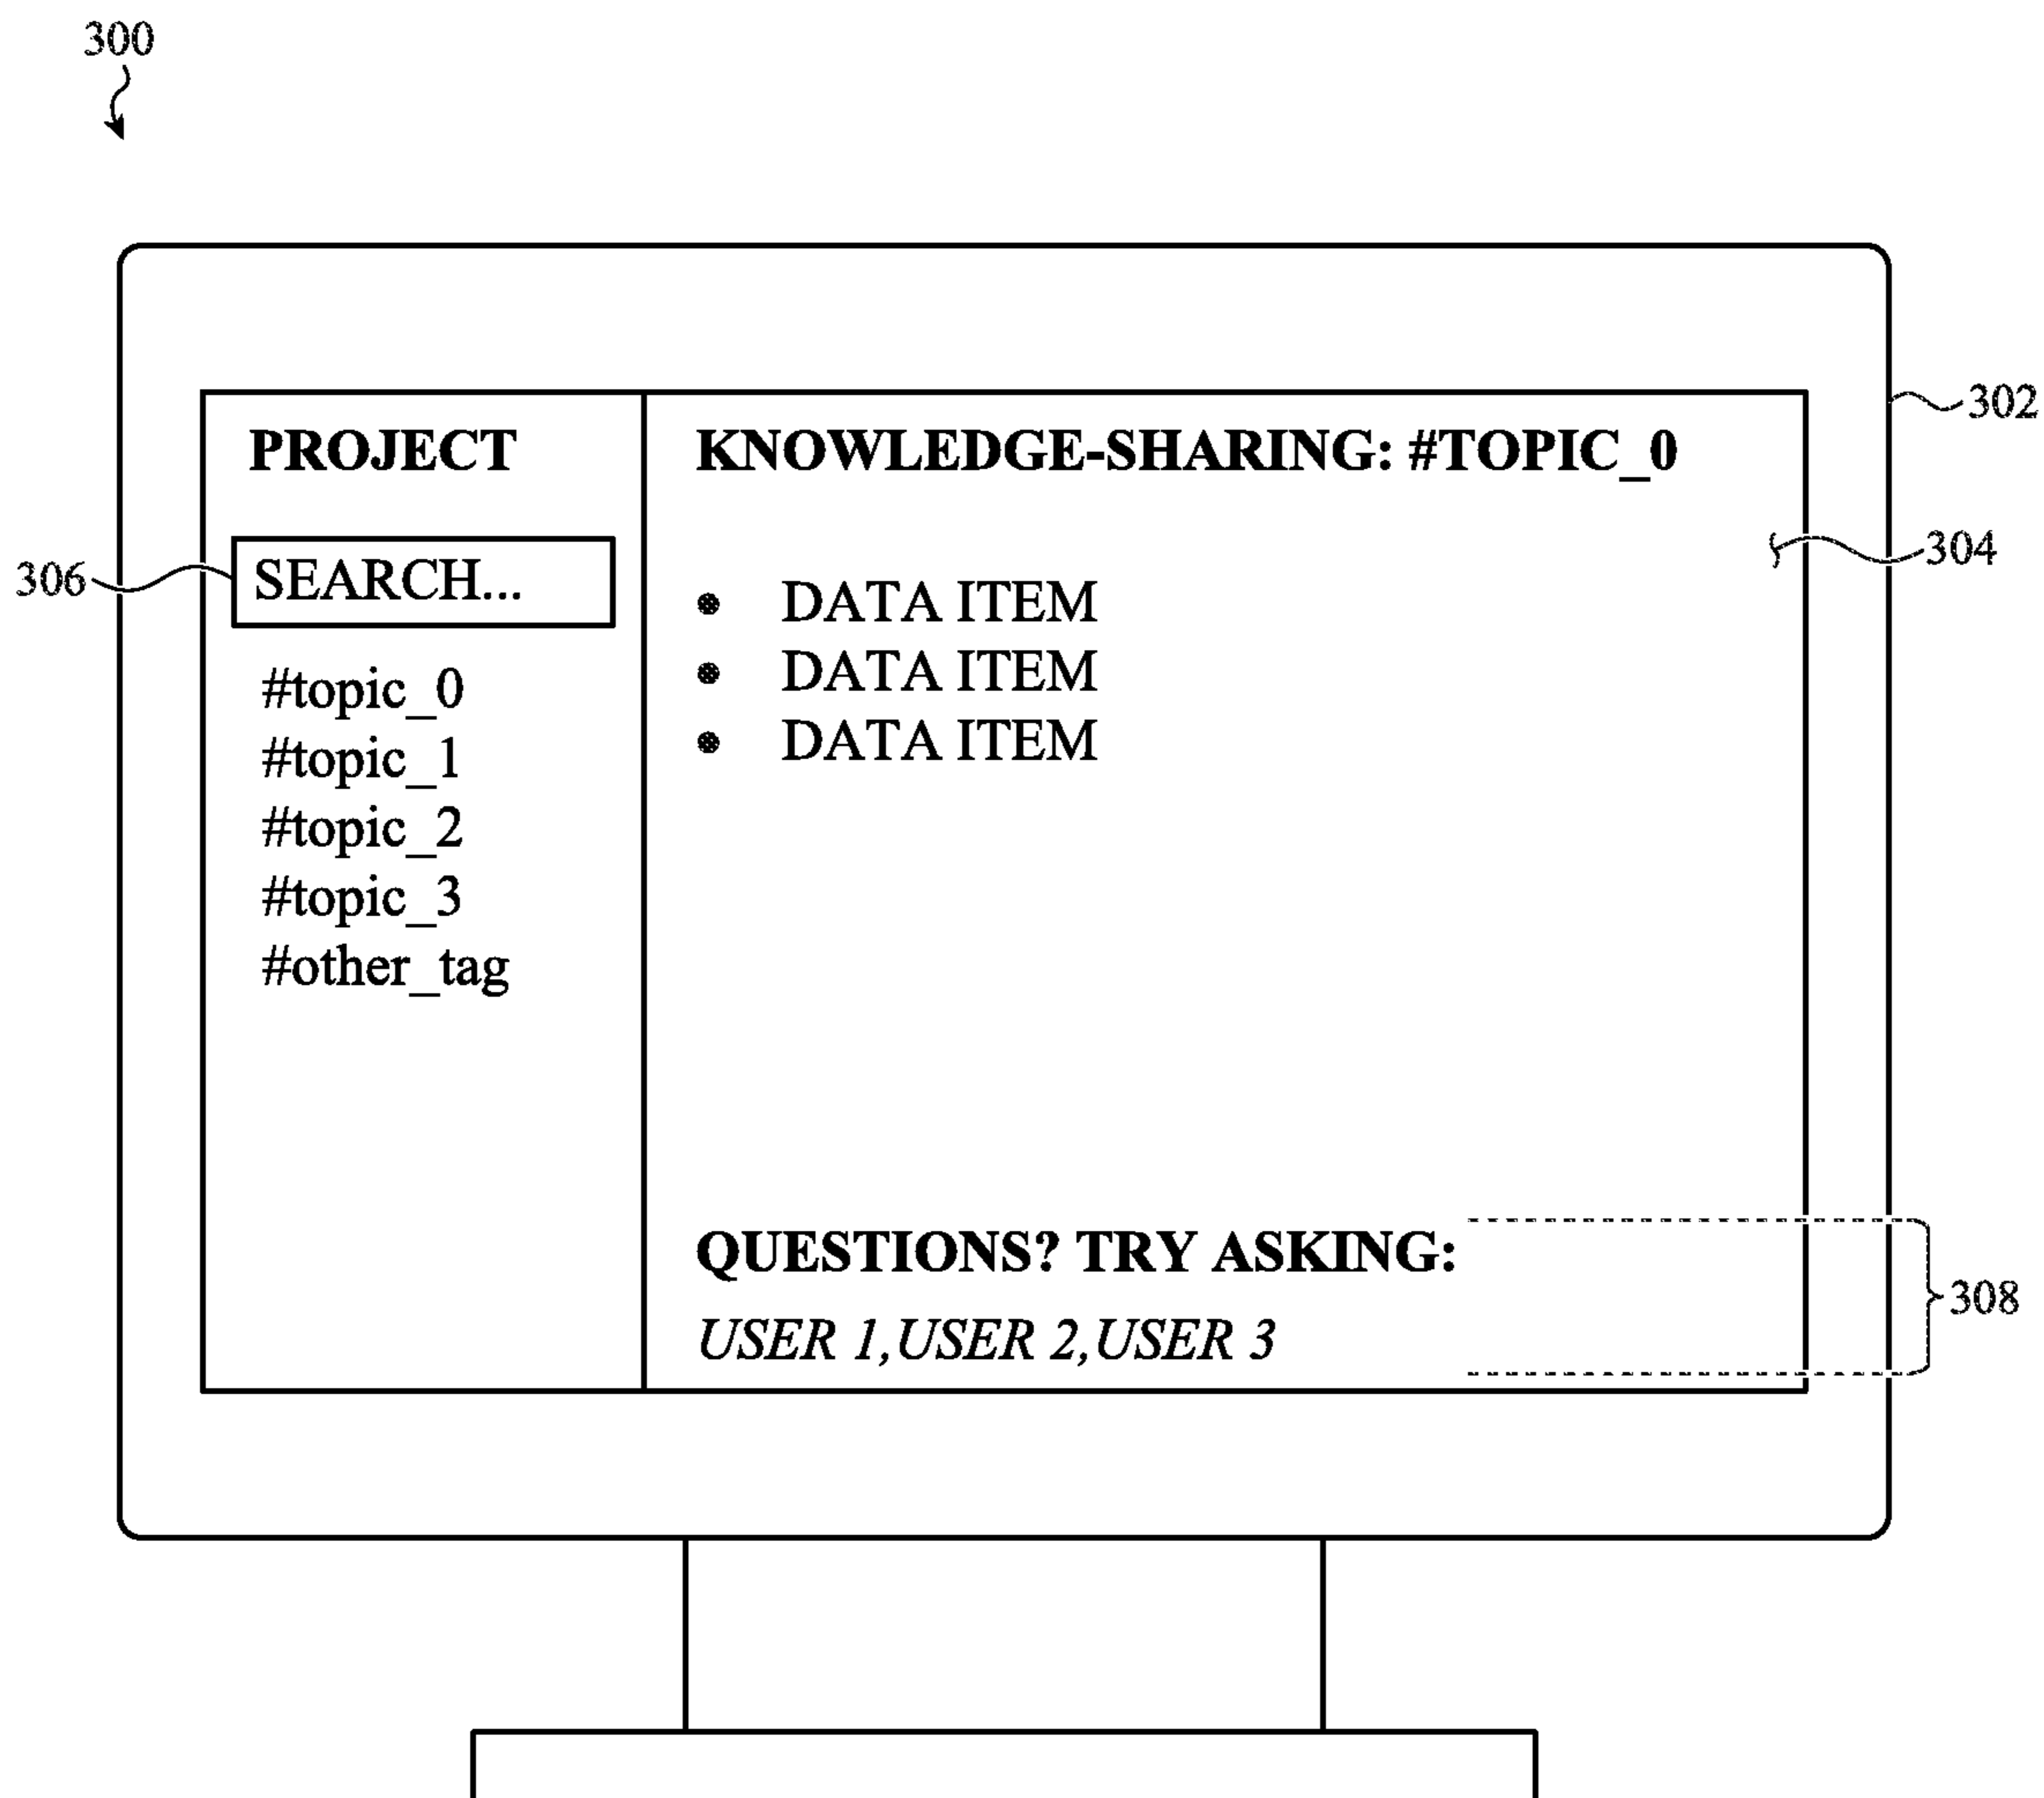 300
302
PROJECT
306
SEARCH...
#topic_0
#topic_1
#topic_2
#topic_3
#other_tag
KNOWLEDGE-SHARING: #TOPIC_0
304
• DATA ITEM
• DATA ITEM
• DATA ITEM
QUESTIONS? TRY ASKING:
USER 1, USER 2, USER 3
308